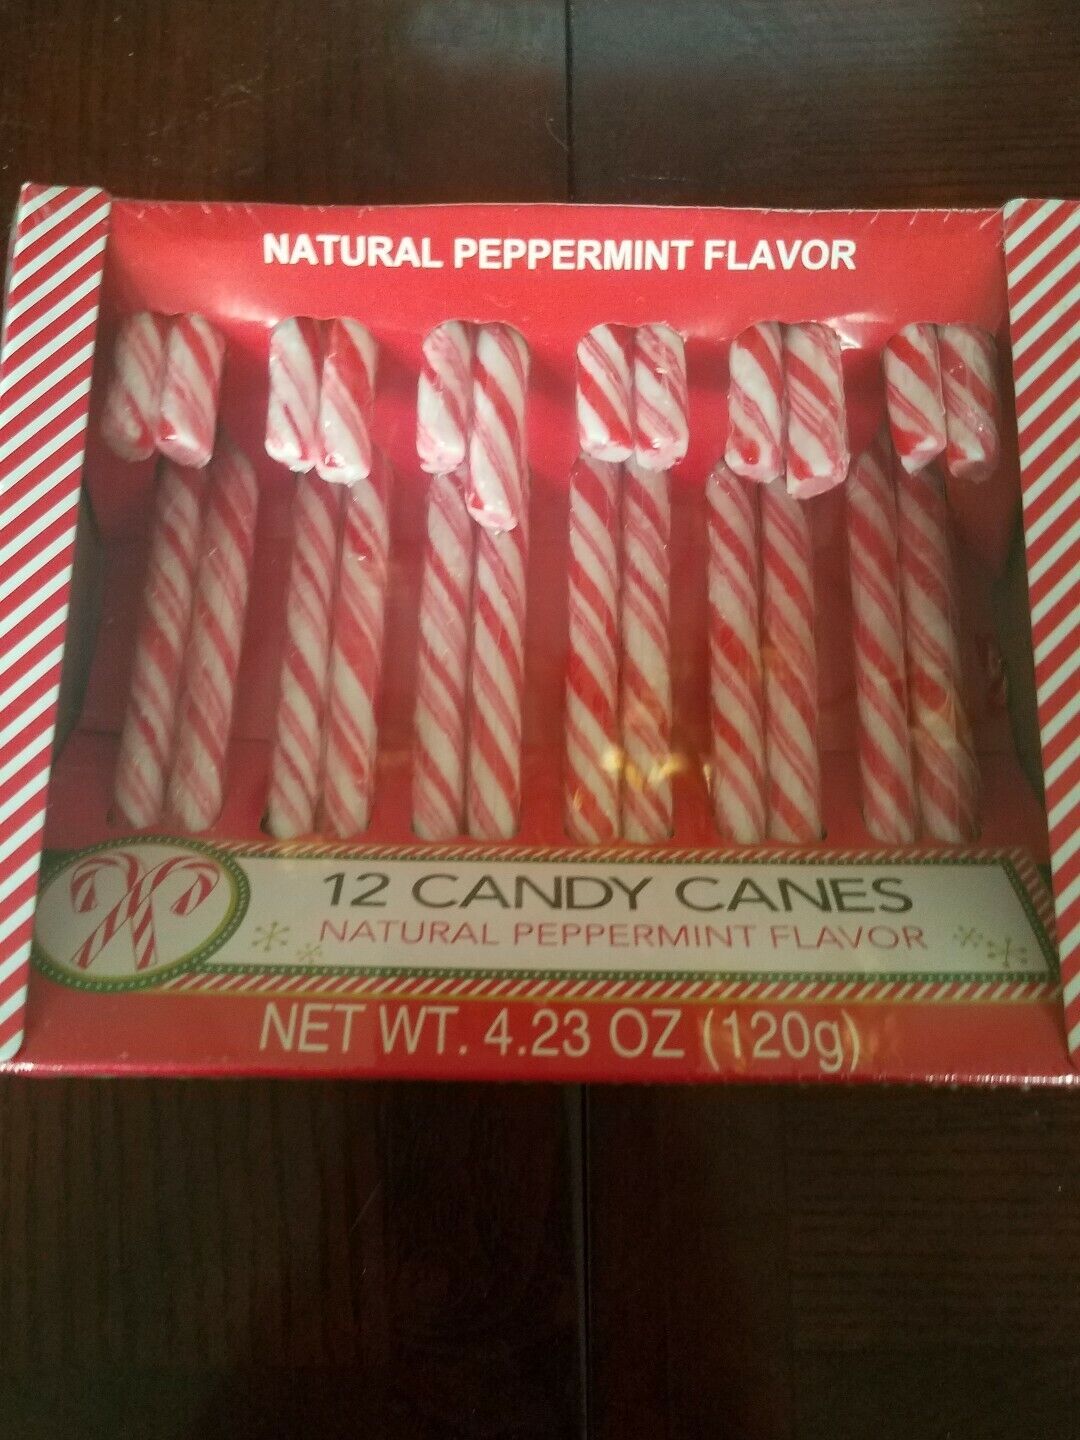 NATURAL PEPPERMINT FLAVOR
12 CANDY CANES
NATURAL PEPPERMINT FLAVOR
NET WT. 4.23 OZ (120g)